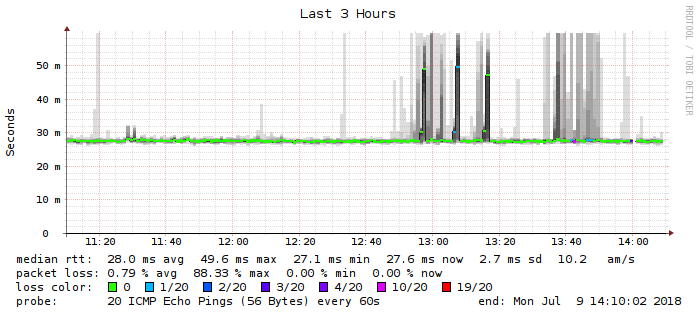 Last 3 Hours
RRDTOOL / TOBI OETIKER
Seconds
50 m
40 m
30 m
20 m
10 m
0
11:20 11:40 12:00 12:20 12:40 13:00 13:20 13:40 14:00
median rtt: 28.0 ms avg 49.6 ms max 27.1 ms min 27.6 ms now 2.7 ms sd 10.2 am/s
packet loss: 0.79 % avg 88.33 % max 0.00 % min 0.00 % now
loss color: 0 1/20 2/20 3/20 4/20 10/20 19/20
probe: 20 ICMP Echo Pings (56 Bytes) every 60s end: Mon Jul 9 14:10:02 2018